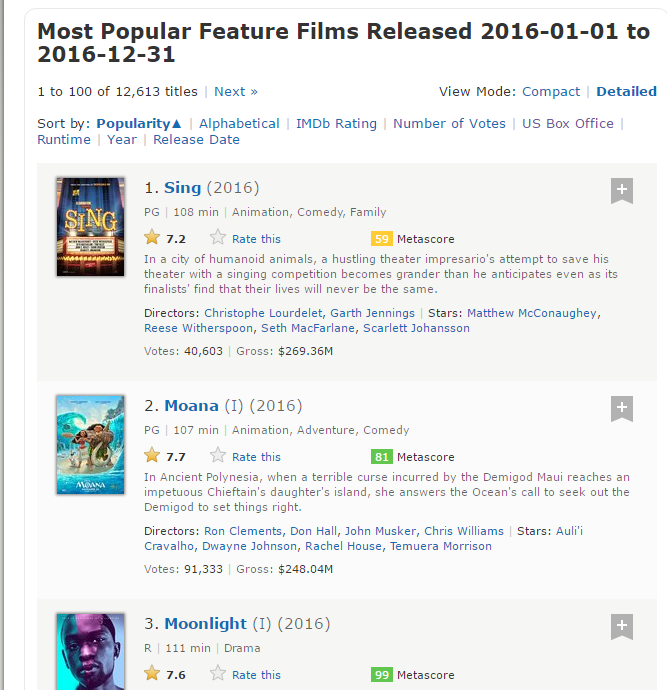 Most Popular Feature Films Released 2016-01-01 to
2016-12-31
1 to 100 of 12,613 titles | Next »
View Mode: Compact | Detailed
Sort by: Popularity▲ | Alphabetical | IMDb Rating | Number of Votes | US Box Office |
Runtime | Year | Release Date
SING
1. Sing (2016)
PG | 108 min | Animation, Comedy, Family
7.2 Rate this 59 Metascore
In a city of humanoid animals, a hustling theater impresario's attempt to save his
theater with a singing competition becomes grander than he anticipates even as its
finalists' find that their lives will never be the same.
Directors: Christophe Lourdelet, Garth Jennings | Stars: Matthew McConaughey,
Reese Witherspoon, Seth MacFarlane, Scarlett Johansson
Votes: 40,603 | Gross: $269.36M
MOANA
2. Moana (I) (2016)
PG | 107 min | Animation, Adventure, Comedy
7.7 Rate this 81 Metascore
In Ancient Polynesia, when a terrible curse incurred by the Demigod Maui reaches an
impetuous Chieftain's daughter's island, she answers the Ocean's call to seek out the
Demigod to set things right.
Directors: Ron Clements, Don Hall, John Musker, Chris Williams | Stars: Auli'i
Cravalho, Dwayne Johnson, Rachel House, Temuera Morrison
Votes: 91,333 | Gross: $248.04M
3. Moonlight (I) (2016)
R | 111 min | Drama
7.6 Rate this 99 Metascore